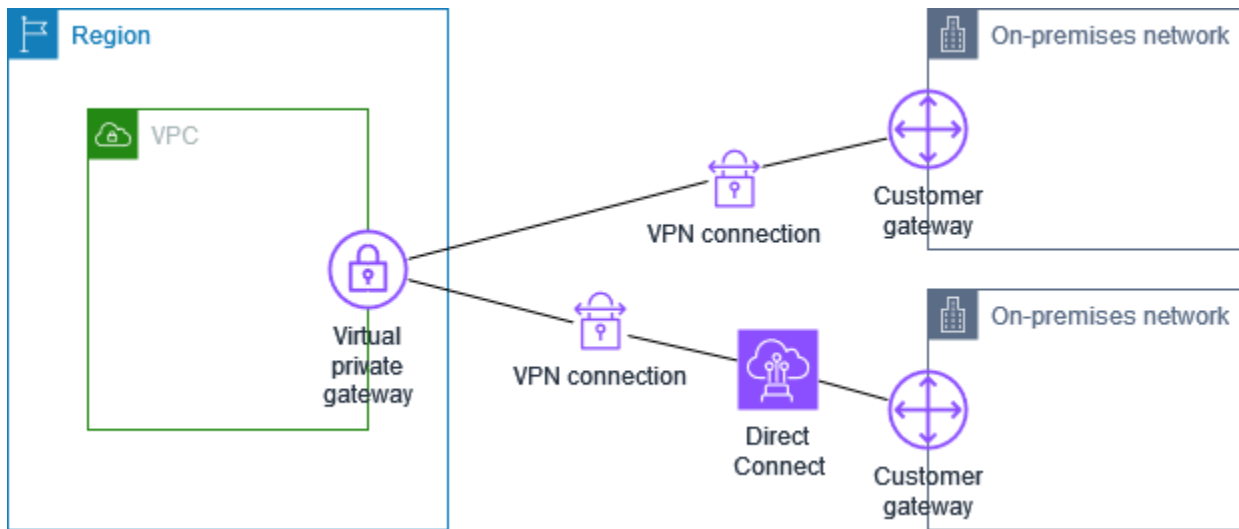 Region
On-premises network
VPC
Customer
gateway
VPN connection
Virtual
private
gateway
On-premises network
VPN connection
Direct
Connect
Customer
gateway